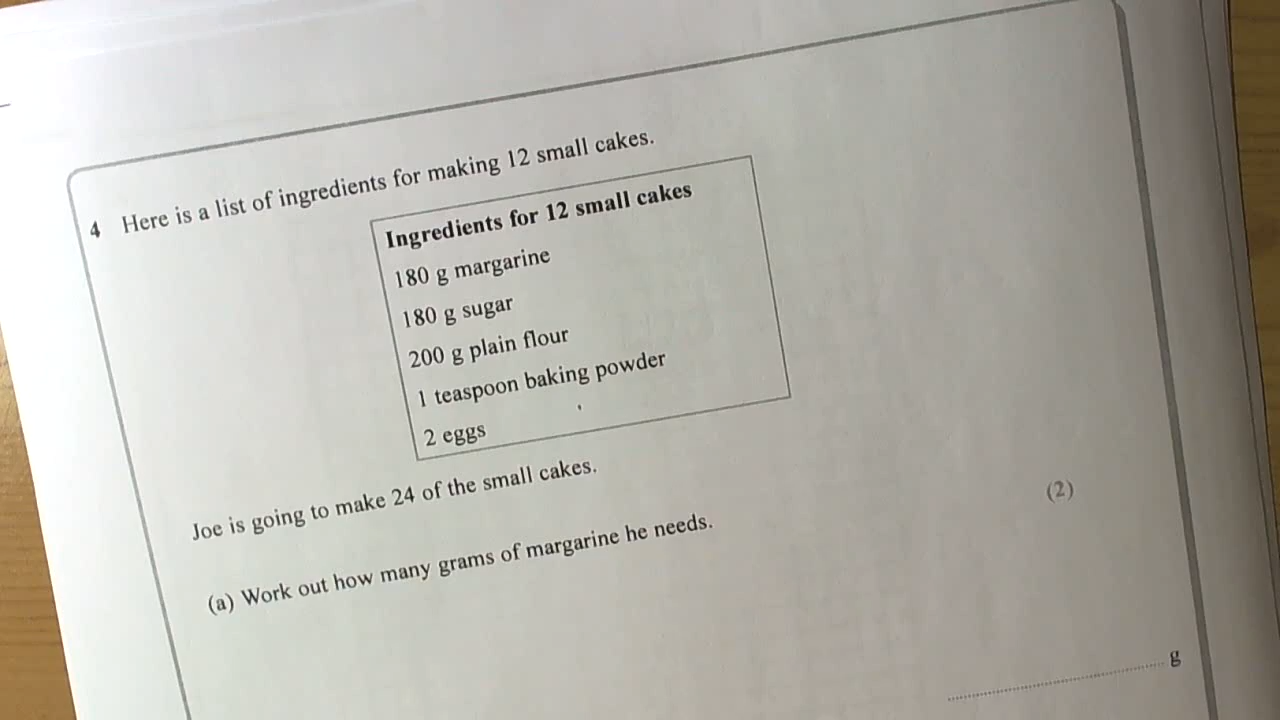 4 Here is a list of ingredients for making 12 small cakes.
Ingredients for 12 small cakes
180 g margarine
180 g sugar
200 g plain flour
1 teaspoon baking powder
2 eggs
Joe is going to make 24 of the small cakes.
(a) Work out how many grams of margarine he needs.
(2)
.......................................................... g